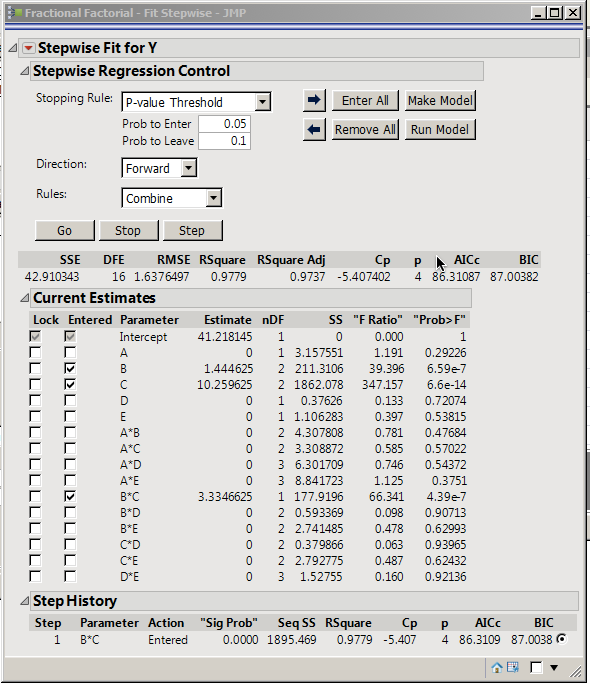 Fractional Factorial - Fit Stepwise - JMP
Stepwise Fit for Y
Stepwise Regression Control
Stopping Rule: P-value Threshold Enter All Make Model
Prob to Enter 0.05
Prob to Leave 0.1 Remove All Run Model
Direction: Forward
Rules: Combine
Go Stop Step
SSE DFE RMSE RSquare RSquare Adj Cp p AICc BIC
42.910343 16 1.6376497 0.9779 0.9737 -5.407402 4 86.31087 87.00382
Current Estimates
Lock Entered Parameter Estimate nDF SS "F Ratio" "Prob>F"
Intercept 41.218145 1 0 0.000 1
A 0 1 3.157551 1.191 0.29226
B 1.444625 2 211.3106 39.396 6.59e-7
C 10.259625 2 1862.078 347.157 6.6e-14
D 0 1 0.37626 0.133 0.72074
E 0 1 1.106283 0.397 0.53815
A*B 0 2 4.307808 0.781 0.47684
A*C 0 2 3.308872 0.585 0.57022
A*D 0 3 6.301709 0.746 0.54372
A*E 0 3 8.841723 1.125 0.3751
B*C 3.3346625 1 177.9196 66.341 4.39e-7
B*D 0 2 0.593369 0.098 0.90713
B*E 0 2 2.741485 0.478 0.62993
C*D 0 2 0.379866 0.063 0.93965
C*E 0 2 2.792775 0.487 0.62432
D*E 0 3 1.52755 0.160 0.92136
Step History
Step Parameter Action "Sig Prob" Seq SS RSquare Cp p AICc BIC
1 B*C Entered 0.0000 1895.469 0.9779 -5.407 4 86.3109 87.0038